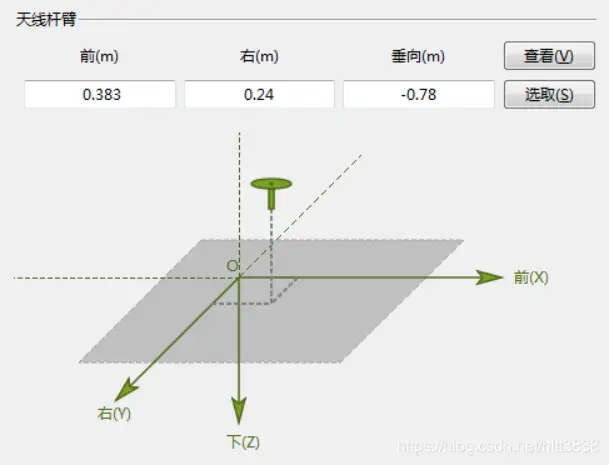 天线杆臂
前(m) 右(m) 垂向(m) 查看(V)
0.383 0.24 -0.78 选取(S)
O
前(X)
右(Y)
下(Z)
https://blog.csdn.net/hltt3838